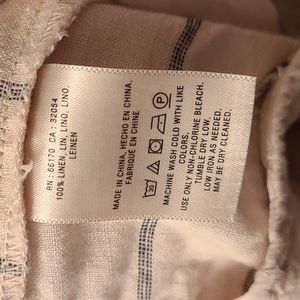 RN : 66170 CA : 32054
100% LINEN, LIN, LINO, LINO,
LEINEN
MADE IN CHINA, HECHO EN CHINA,
FABRIQUÉ EN CHINE
MACHINE WASH COLD WITH LIKE
COLORS.
USE ONLY NON-CHLORINE BLEACH.
TUMBLE DRY LOW.
LOW IRON AS NEEDED.
MAY BE DRY CLEANED.